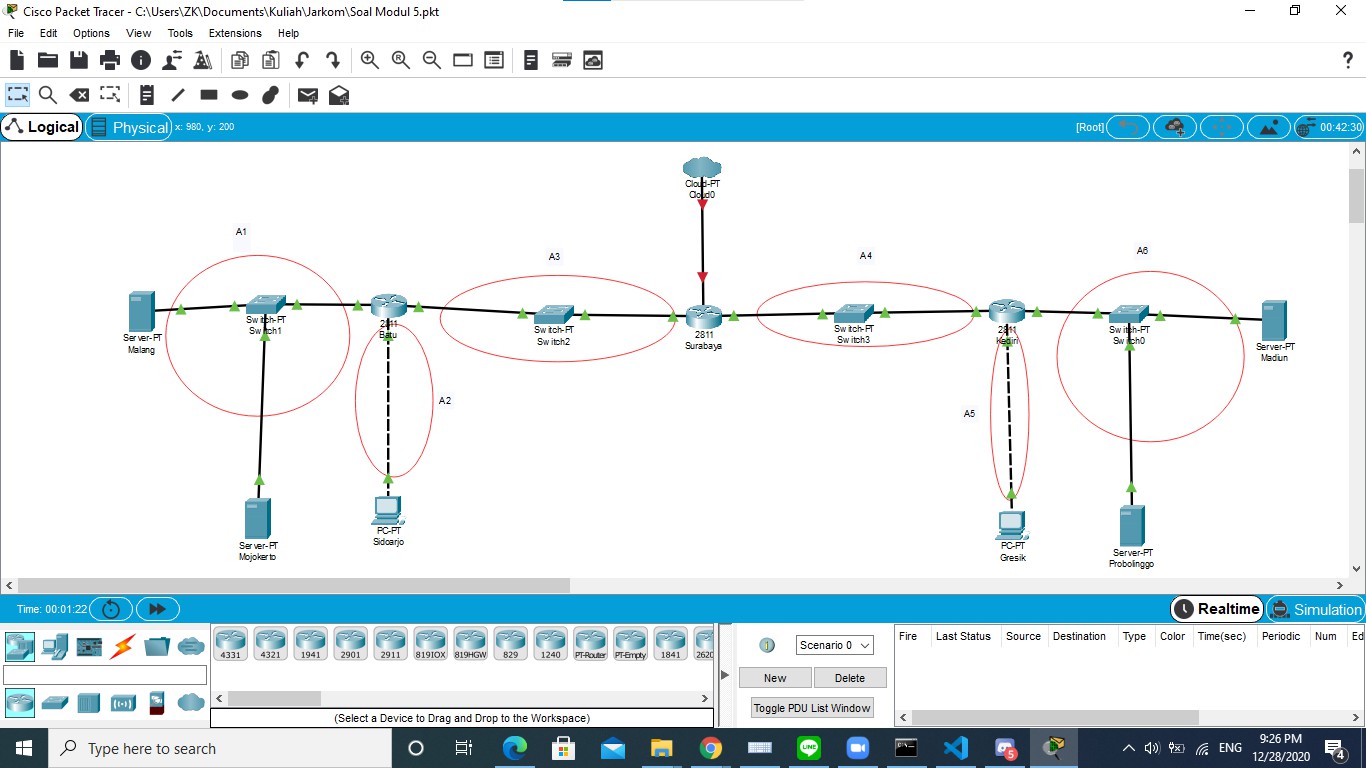 Cisco Packet Tracer - C:\Users\ZK\Documents\Kuliah\Jarkom\Soal Modul 5.pkt
File Edit Options View Tools Extensions Help
Logical Physical x: 980, y: 200 [Root] 00:42:30
Cloud-PT
Cloud0
A1
A3
A4
A6
Server-PT
Malang
Switch-PT
Switch1
2811
Batu
Switch-PT
Switch2
2811
Surabaya
Switch-PT
Switch3
2811
Kediri
Switch-PT
Switch0
Server-PT
Madiun
A2
A5
Server-PT
Mojokerto
PC-PT
Sidoarjo
PC-PT
Gresik
Server-PT
Probolinggo
Time: 00:01:22 Realtime Simulation
4331 4321 1941 2901 2911 819IOX 819HGW 829 1240 PT-Router PT-Empty 1841 2620
(Select a Device to Drag and Drop to the Workspace)
Scenario 0
New Delete
Toggle PDU List Window
Fire Last Status Source Destination Type Color Time(sec) Periodic Num Ed
Type here to search
5
ENG
9:26 PM
12/28/2020
4